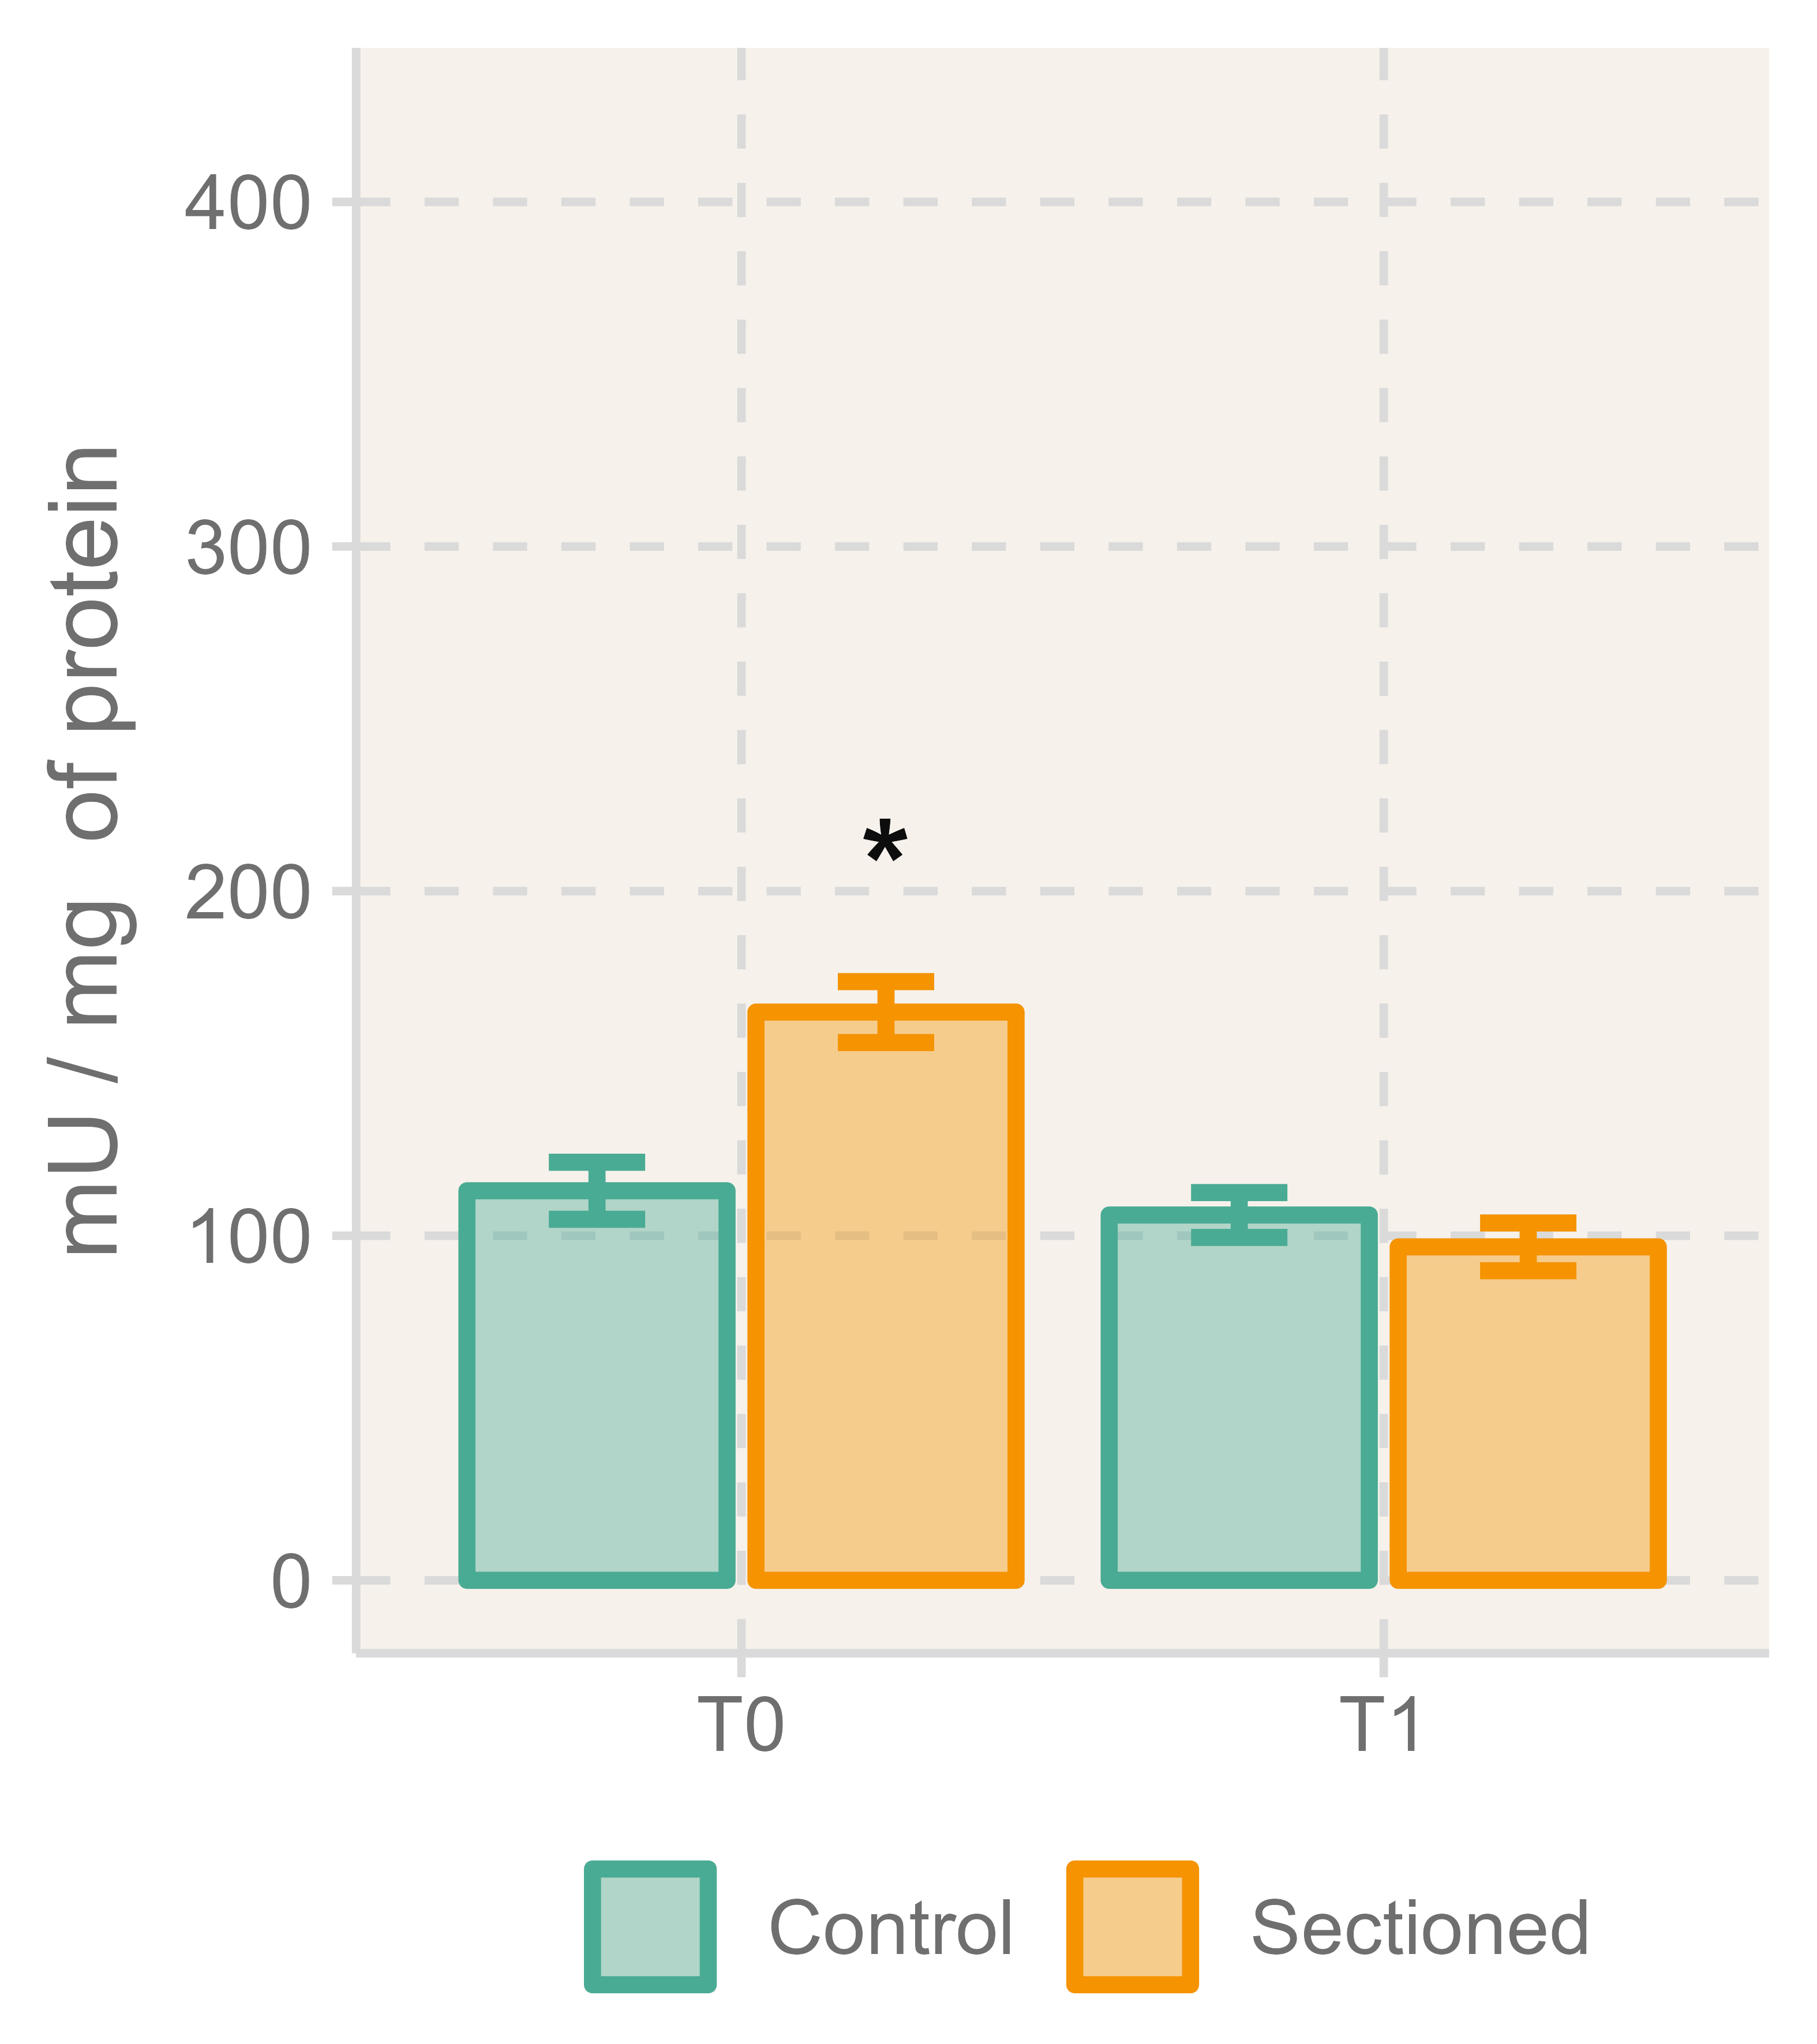 mU / mg of protein
400
300
200
100
0
*
T0 T1
Control Sectioned